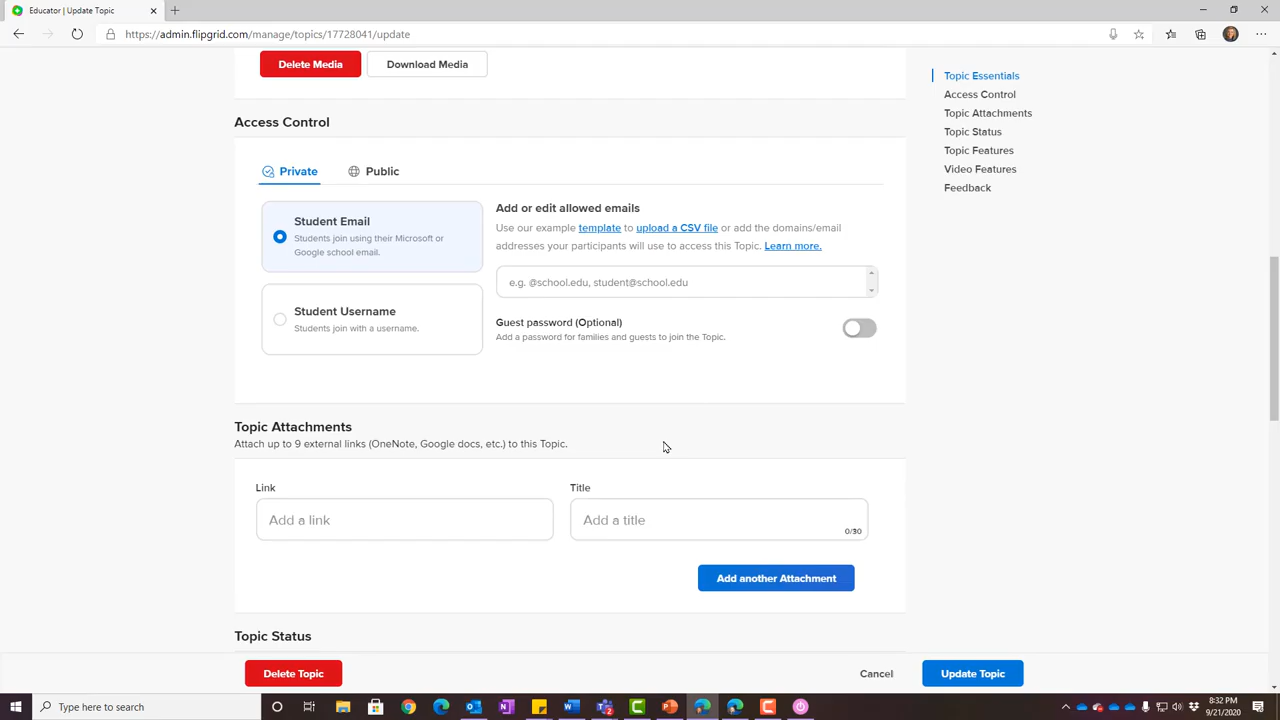 Educator | Update Topic
https://admin.flipgrid.com/manage/topics/17728041/update
Delete Media
Download Media
Topic Essentials
Access Control
Topic Attachments
Topic Status
Topic Features
Video Features
Feedback
Access Control
Private
Public
Student Email
Students join using their Microsoft or
Google school email.
Student Username
Students join with a username.
Add or edit allowed emails
Use our example template to upload a CSV file or add the domains/email
addresses your participants will use to access this Topic. Learn more.
e.g. @school.edu, student@school.edu
Guest password (Optional)
Add a password for families and guests to join the Topic.
Topic Attachments
Attach up to 9 external links (OneNote, Google docs, etc.) to this Topic.
Link
Title
Add a link
Add a title
0/30
Add another Attachment
Topic Status
Delete Topic
Cancel
Update Topic
Type here to search
8:32 PM
9/21/2020